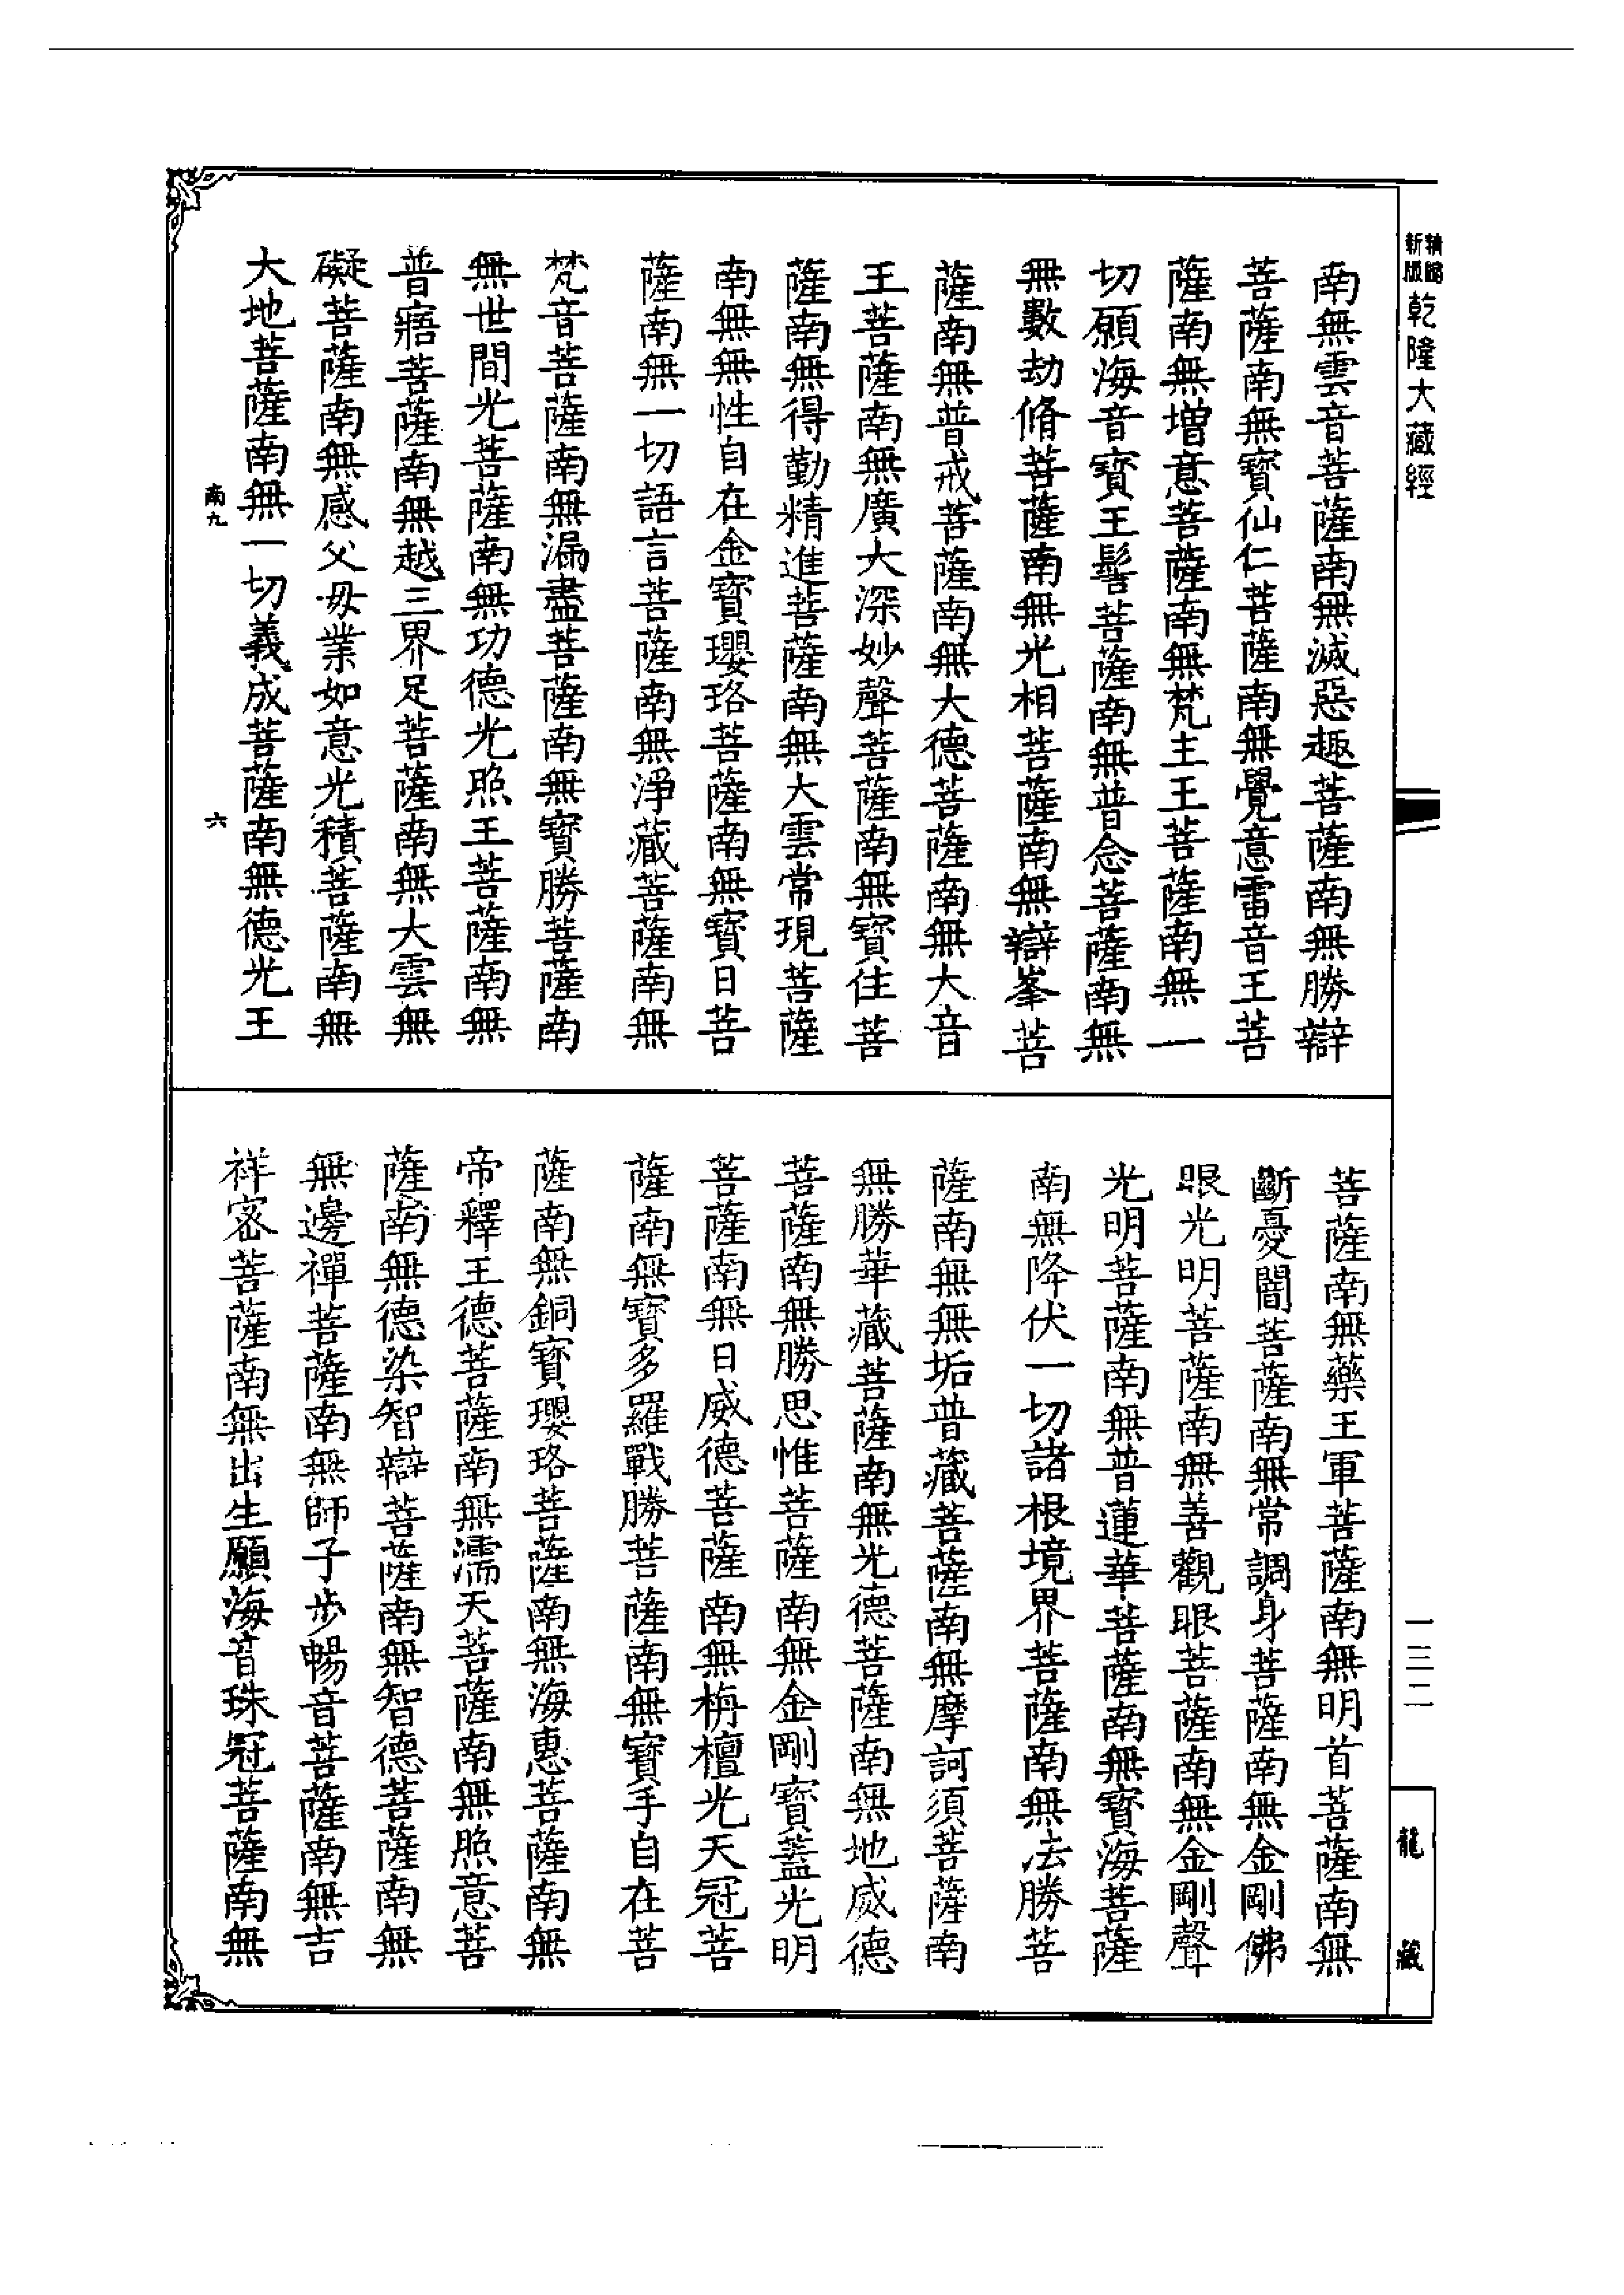 新版
乾隆大藏經
南無雲音菩薩南無滅惡趣菩薩南無勝辯
菩薩南無寶仙仁菩薩南無覺意雷音王菩
薩南無增意菩薩南無梵主王菩薩南無一
切願海音寶王髻菩薩南無普念菩薩南無
無數劫脩菩薩南無光相菩薩南無辯峯菩
薩南無普戒菩薩南無大德菩薩南無大音
王菩薩南無廣大深妙聲菩薩南無寶住菩
薩南無得勤精進菩薩南無大雲常現菩薩
南無無性自在金寶瓔珞菩薩南無寶日菩
薩南無一切語言菩薩南無淨藏菩薩南無
梵音菩薩南無漏盡菩薩南無寶勝菩薩南
無世間光菩薩南無功德光照王菩薩南無
普寤菩薩南無越三界足菩薩南無大雲無
礙菩薩南無感父母業如意光積菩薩南無
大地菩薩南無一切義成菩薩南無德光王
南九
六
菩薩南無藥王軍菩薩南無明首菩薩南無
斷憂闇菩薩南無常調身菩薩南無金剛佛
眼光明菩薩南無善觀眼菩薩南無金剛聲
光明菩薩南無普蓮華菩薩南無寶海菩薩
南無降伏一切諸根境界菩薩南無法勝菩
薩南無無垢普藏菩薩南無摩訶須菩薩南
無勝華藏菩薩南無光德菩薩南無地威德
菩薩南無勝思惟菩薩南無金剛寶蓋光明
菩薩南無日威德菩薩南無栴檀光天冠菩
薩南無寶多羅戰勝菩薩南無寶手自在菩
薩南無銅寶瓔珞菩薩南無海惠菩薩南無
帝釋王德菩薩南無濡天菩薩南無照意菩
薩南無德染智辯菩薩南無智德菩薩南無
無邊禪菩薩南無師子步暢音菩薩南無吉
祥密菩薩南無出生願海音珠冠菩薩南無
一三二
龍藏